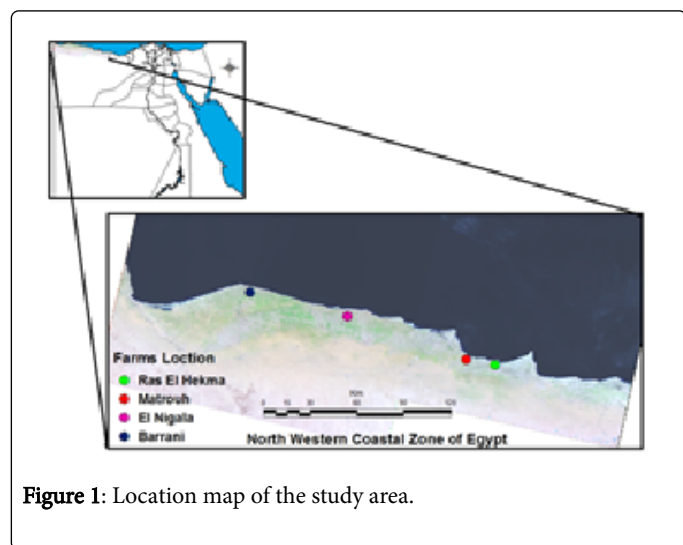 Farms Loction
Ras El Hekma
Matrouh
El Nigala
Barrani
North Western Coastal Zone of Egypt
Figure 1: Location map of the study area.